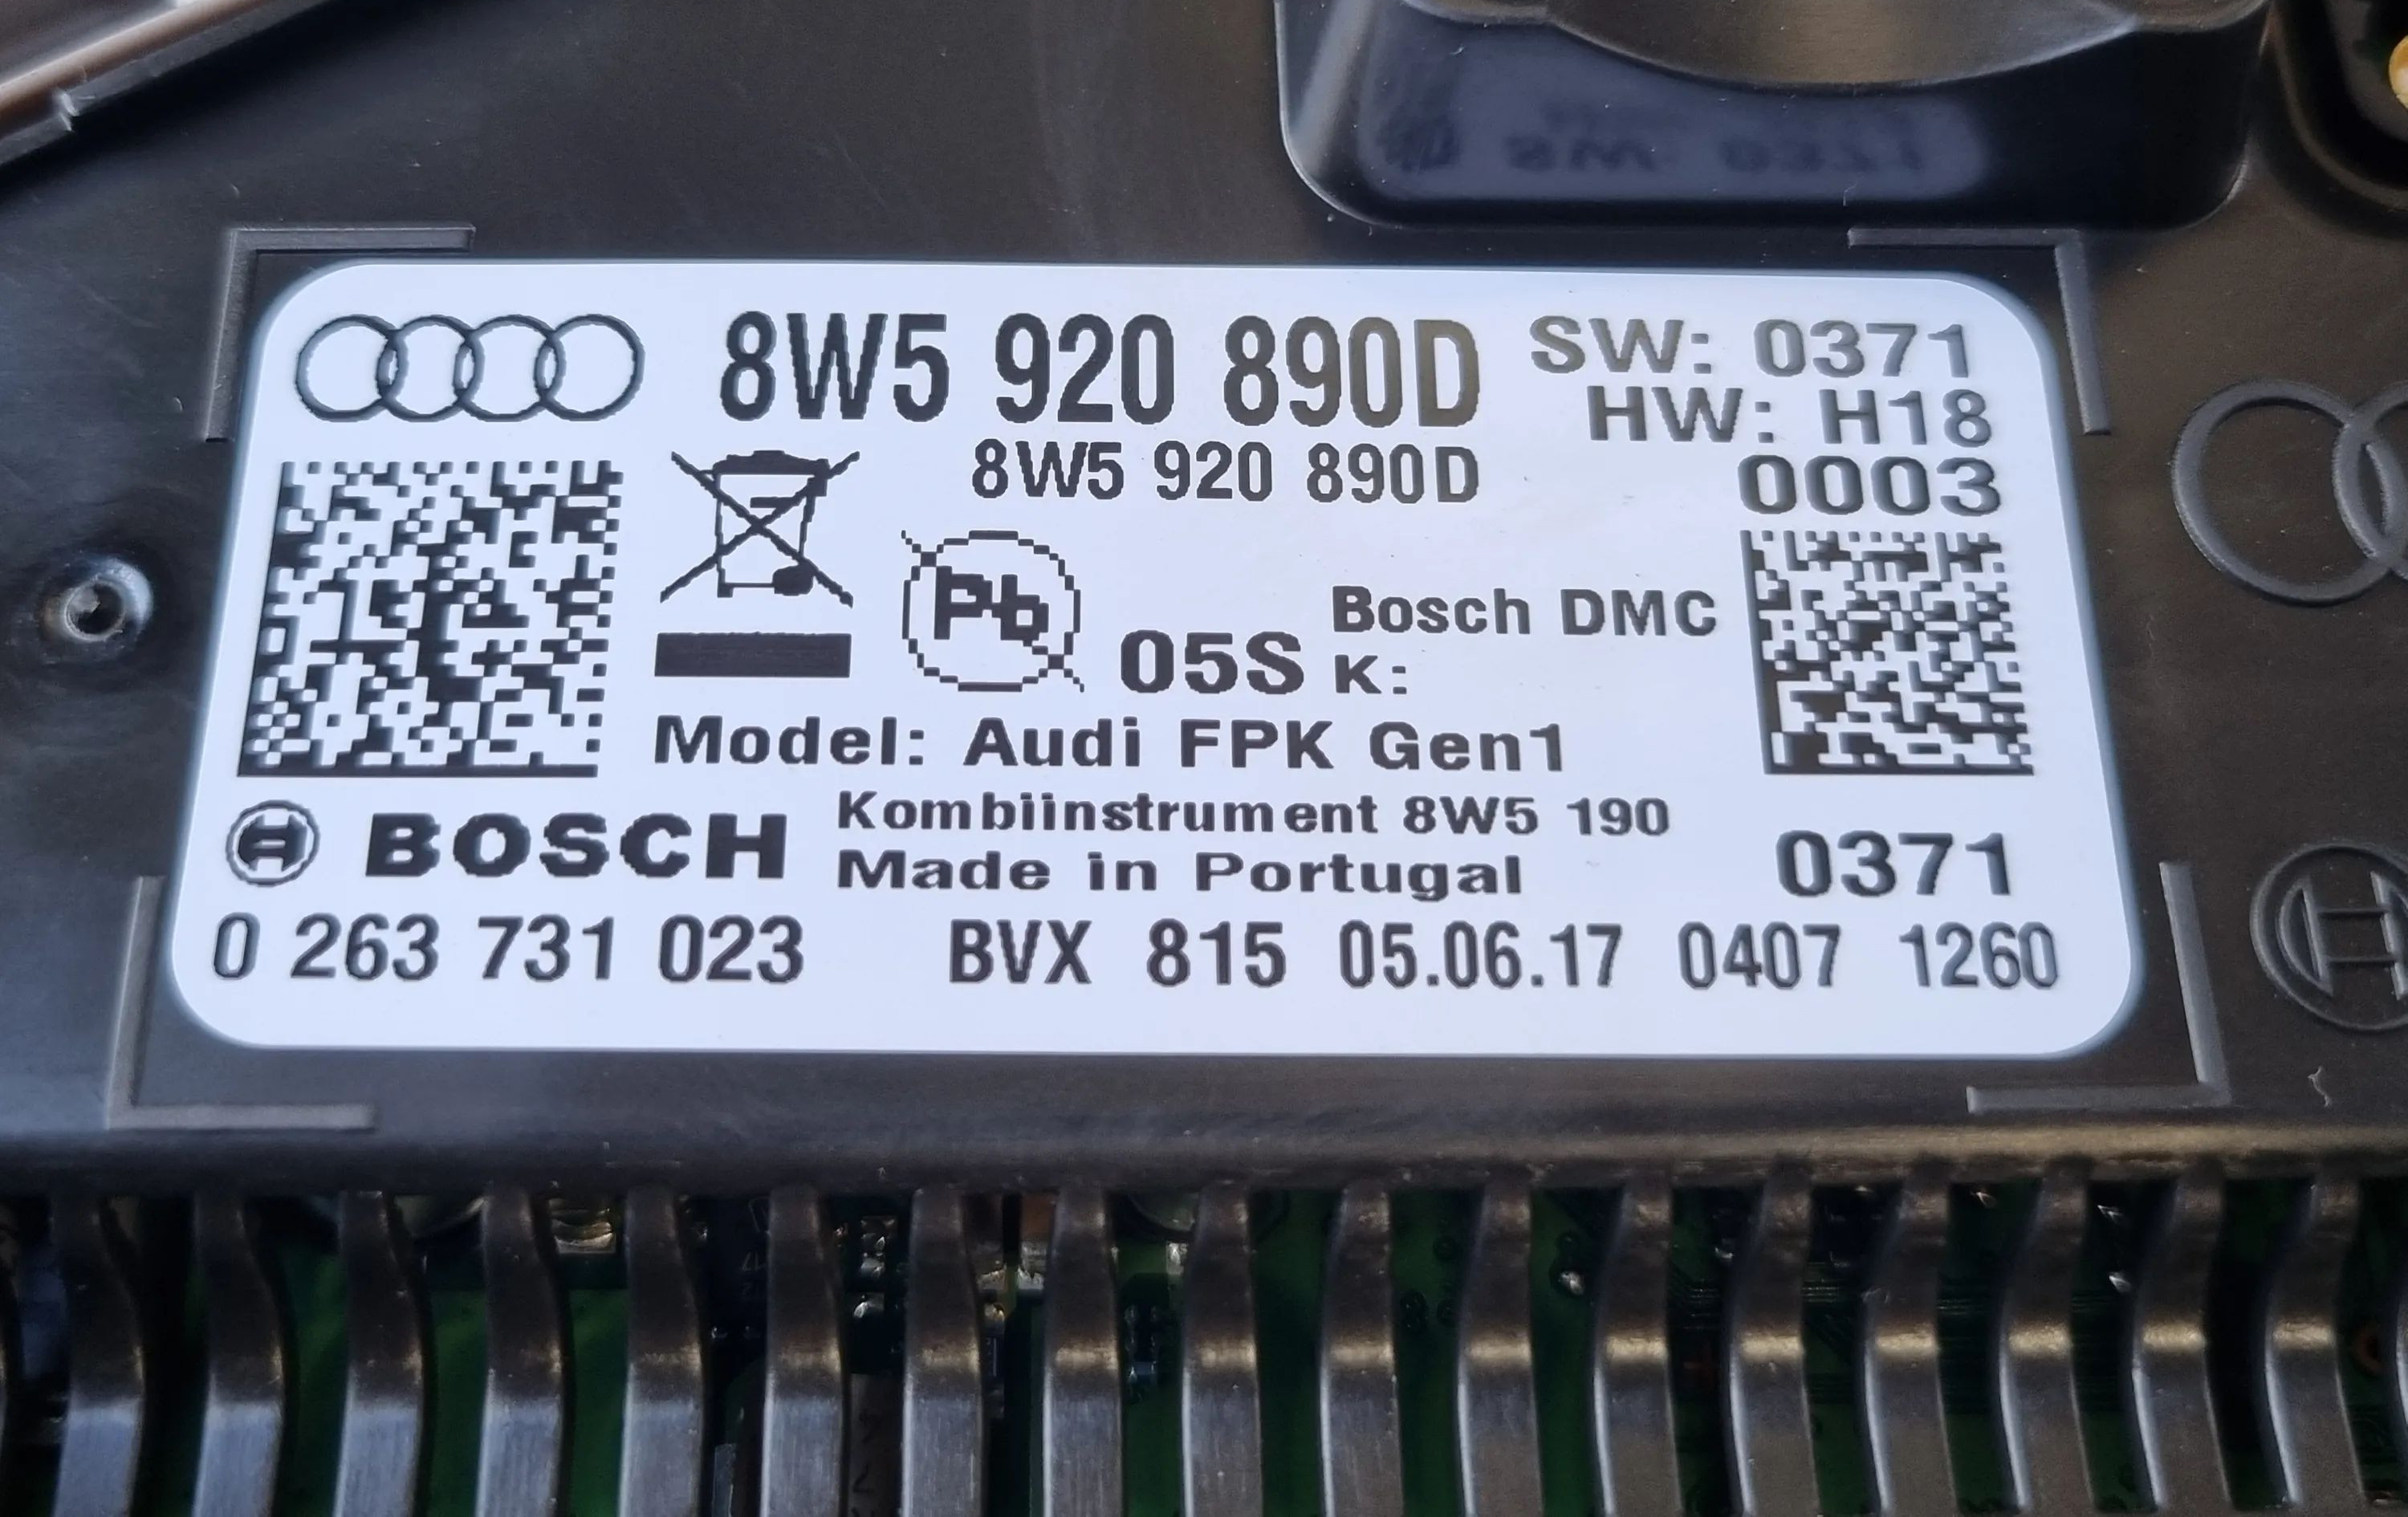 8W5 920 890D
SW: 0371
HW: H18
8W5 920 890D
0003
Pb
05S
Bosch DMC
K:
Model: Audi FPK Gen1
BOSCH
Kombiinstrument 8W5 190
Made in Portugal
0371
0 263 731 023 BVX 815 05.06.17 0407 1260